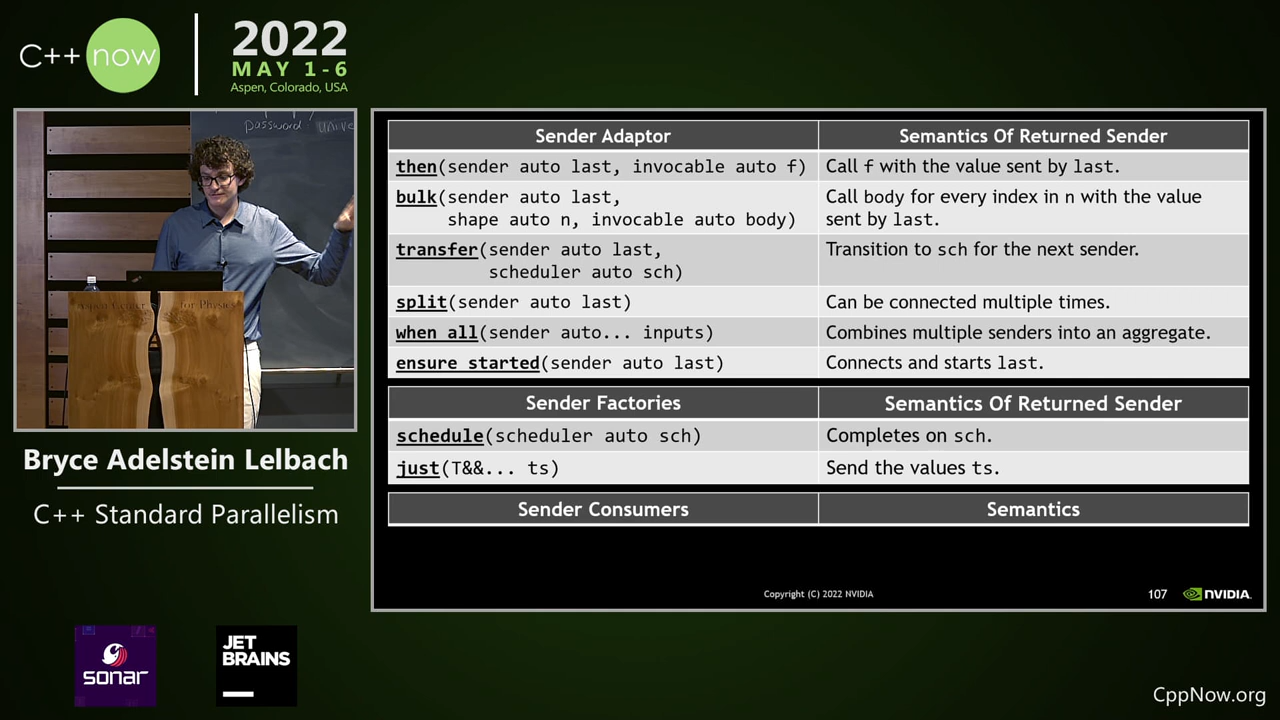 C++ now
2022
MAY 1-6
Aspen, Colorado, USA
password
Aspen Center for Physics
Bryce Adelstein Lelbach
C++ Standard Parallelism
sonar
JET
BRAINS
Sender Adaptor Semantics Of Returned Sender
then(sender auto last, invocable auto f) Call f with the value sent by last.
bulk(sender auto last, Call body for every index in n with the value
shape auto n, invocable auto body) sent by last.
transfer(sender auto last, Transition to sch for the next sender.
scheduler auto sch)
split(sender auto last) Can be connected multiple times.
when_all(sender auto... inputs) Combines multiple senders into an aggregate.
ensure_started(sender auto last) Connects and starts last.
Sender Factories Semantics Of Returned Sender
schedule(scheduler auto sch) Completes on sch.
just(T&&... ts) Send the values ts.
Sender Consumers Semantics
Copyright (C) 2022 NVIDIA 107 NVIDIA.
CppNow.org